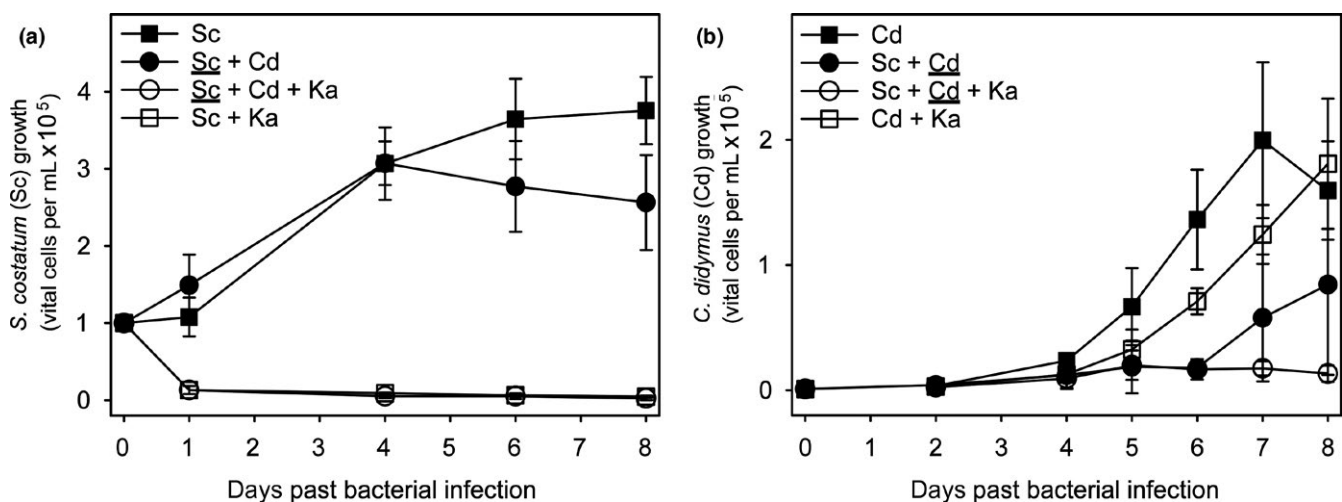 (a)
Sc
Sc + Cd
Sc + Cd + Ka
Sc + Ka
S. costatum (Sc) growth
(vital cells per mL x10⁵)
4
3
2
1
0
0 1 2 3 4 5 6 7 8
Days past bacterial infection
(b)
Cd
Sc + Cd
Sc + Cd + Ka
Cd + Ka
C. didymus (Cd) growth
(vital cells per mL x10⁵)
2
1
0
0 1 2 3 4 5 6 7 8
Days past bacterial infection